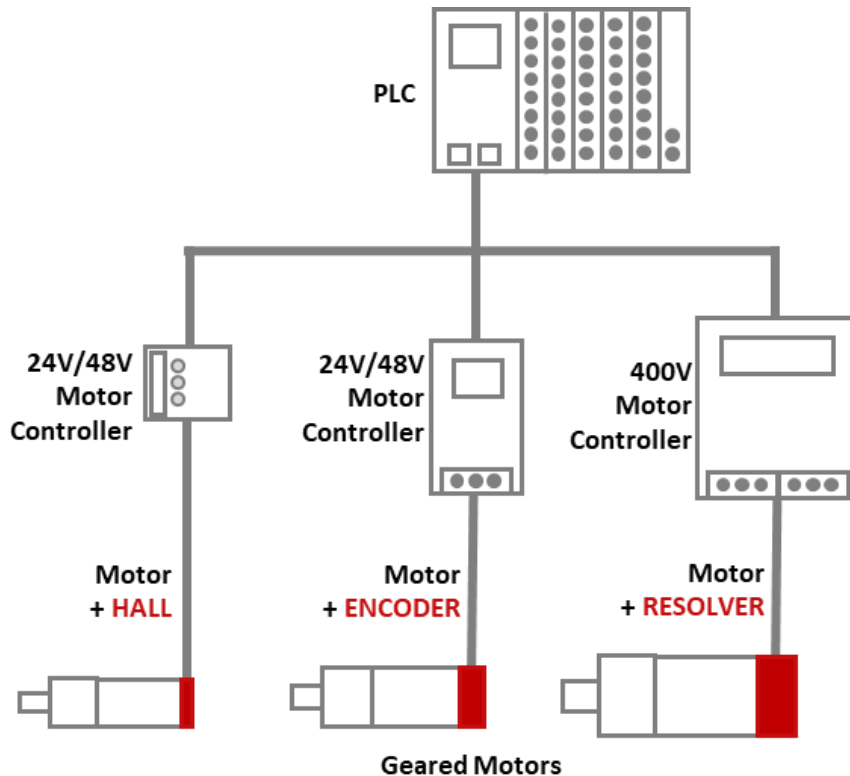 PLC
24V/48V
Motor
Controller
24V/48V
Motor
Controller
400V
Motor
Controller
Motor
+ HALL
Motor
+ ENCODER
Motor
+ RESOLVER
Geared Motors